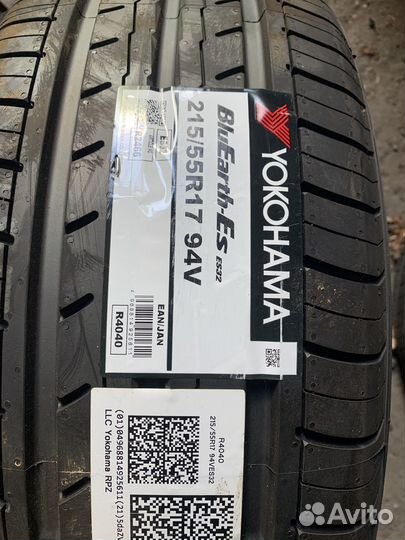 YOKOHAMA
BluEarth-Es ES32
215/55R17 94V
EAN/JAN
R4040
R4040
215/55R17 94VES32
LLC Yokohama RPZ
Avito